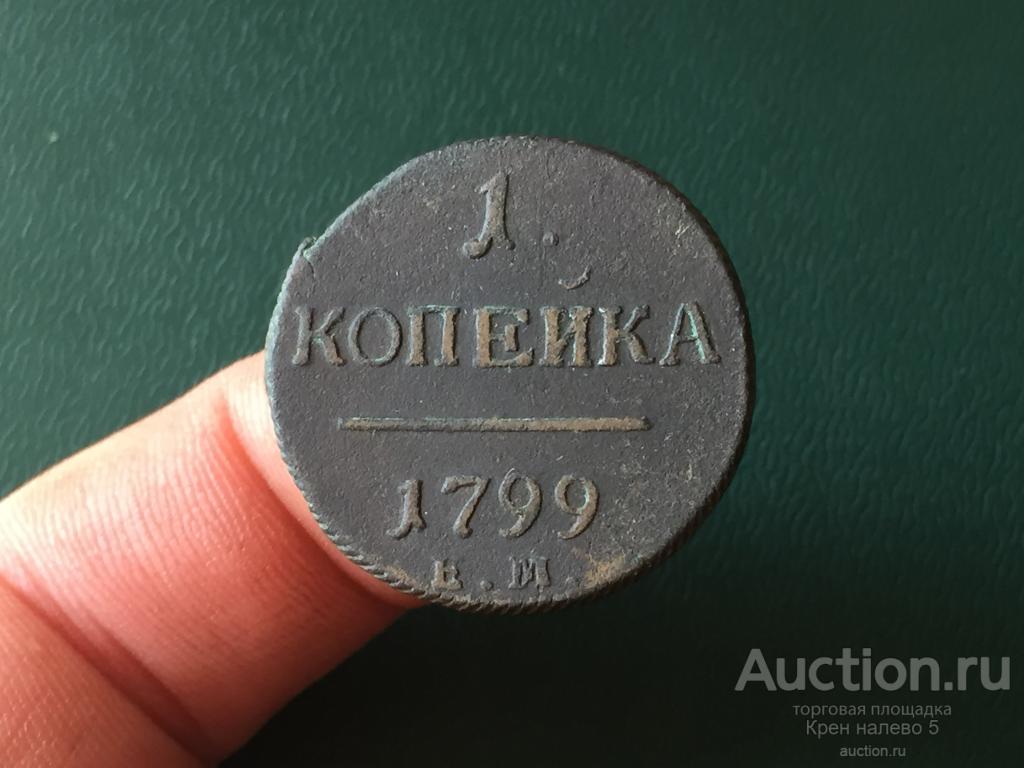 1.
КОПЕЙКА
1799
Е.М.
Auction.ru
торговая площадка
Крен налево 5
auction.ru